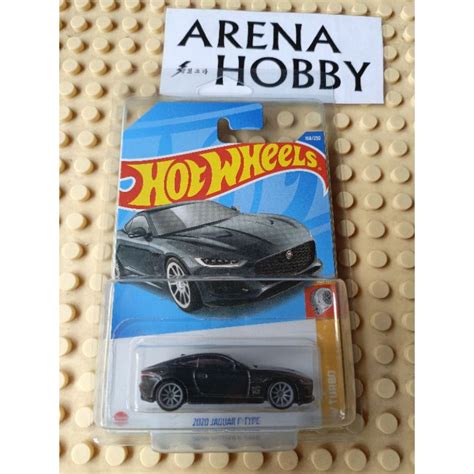 ARENA
HOBBY
HOT WHEELS
2020 JAGUAR F-TYPE
TURBO